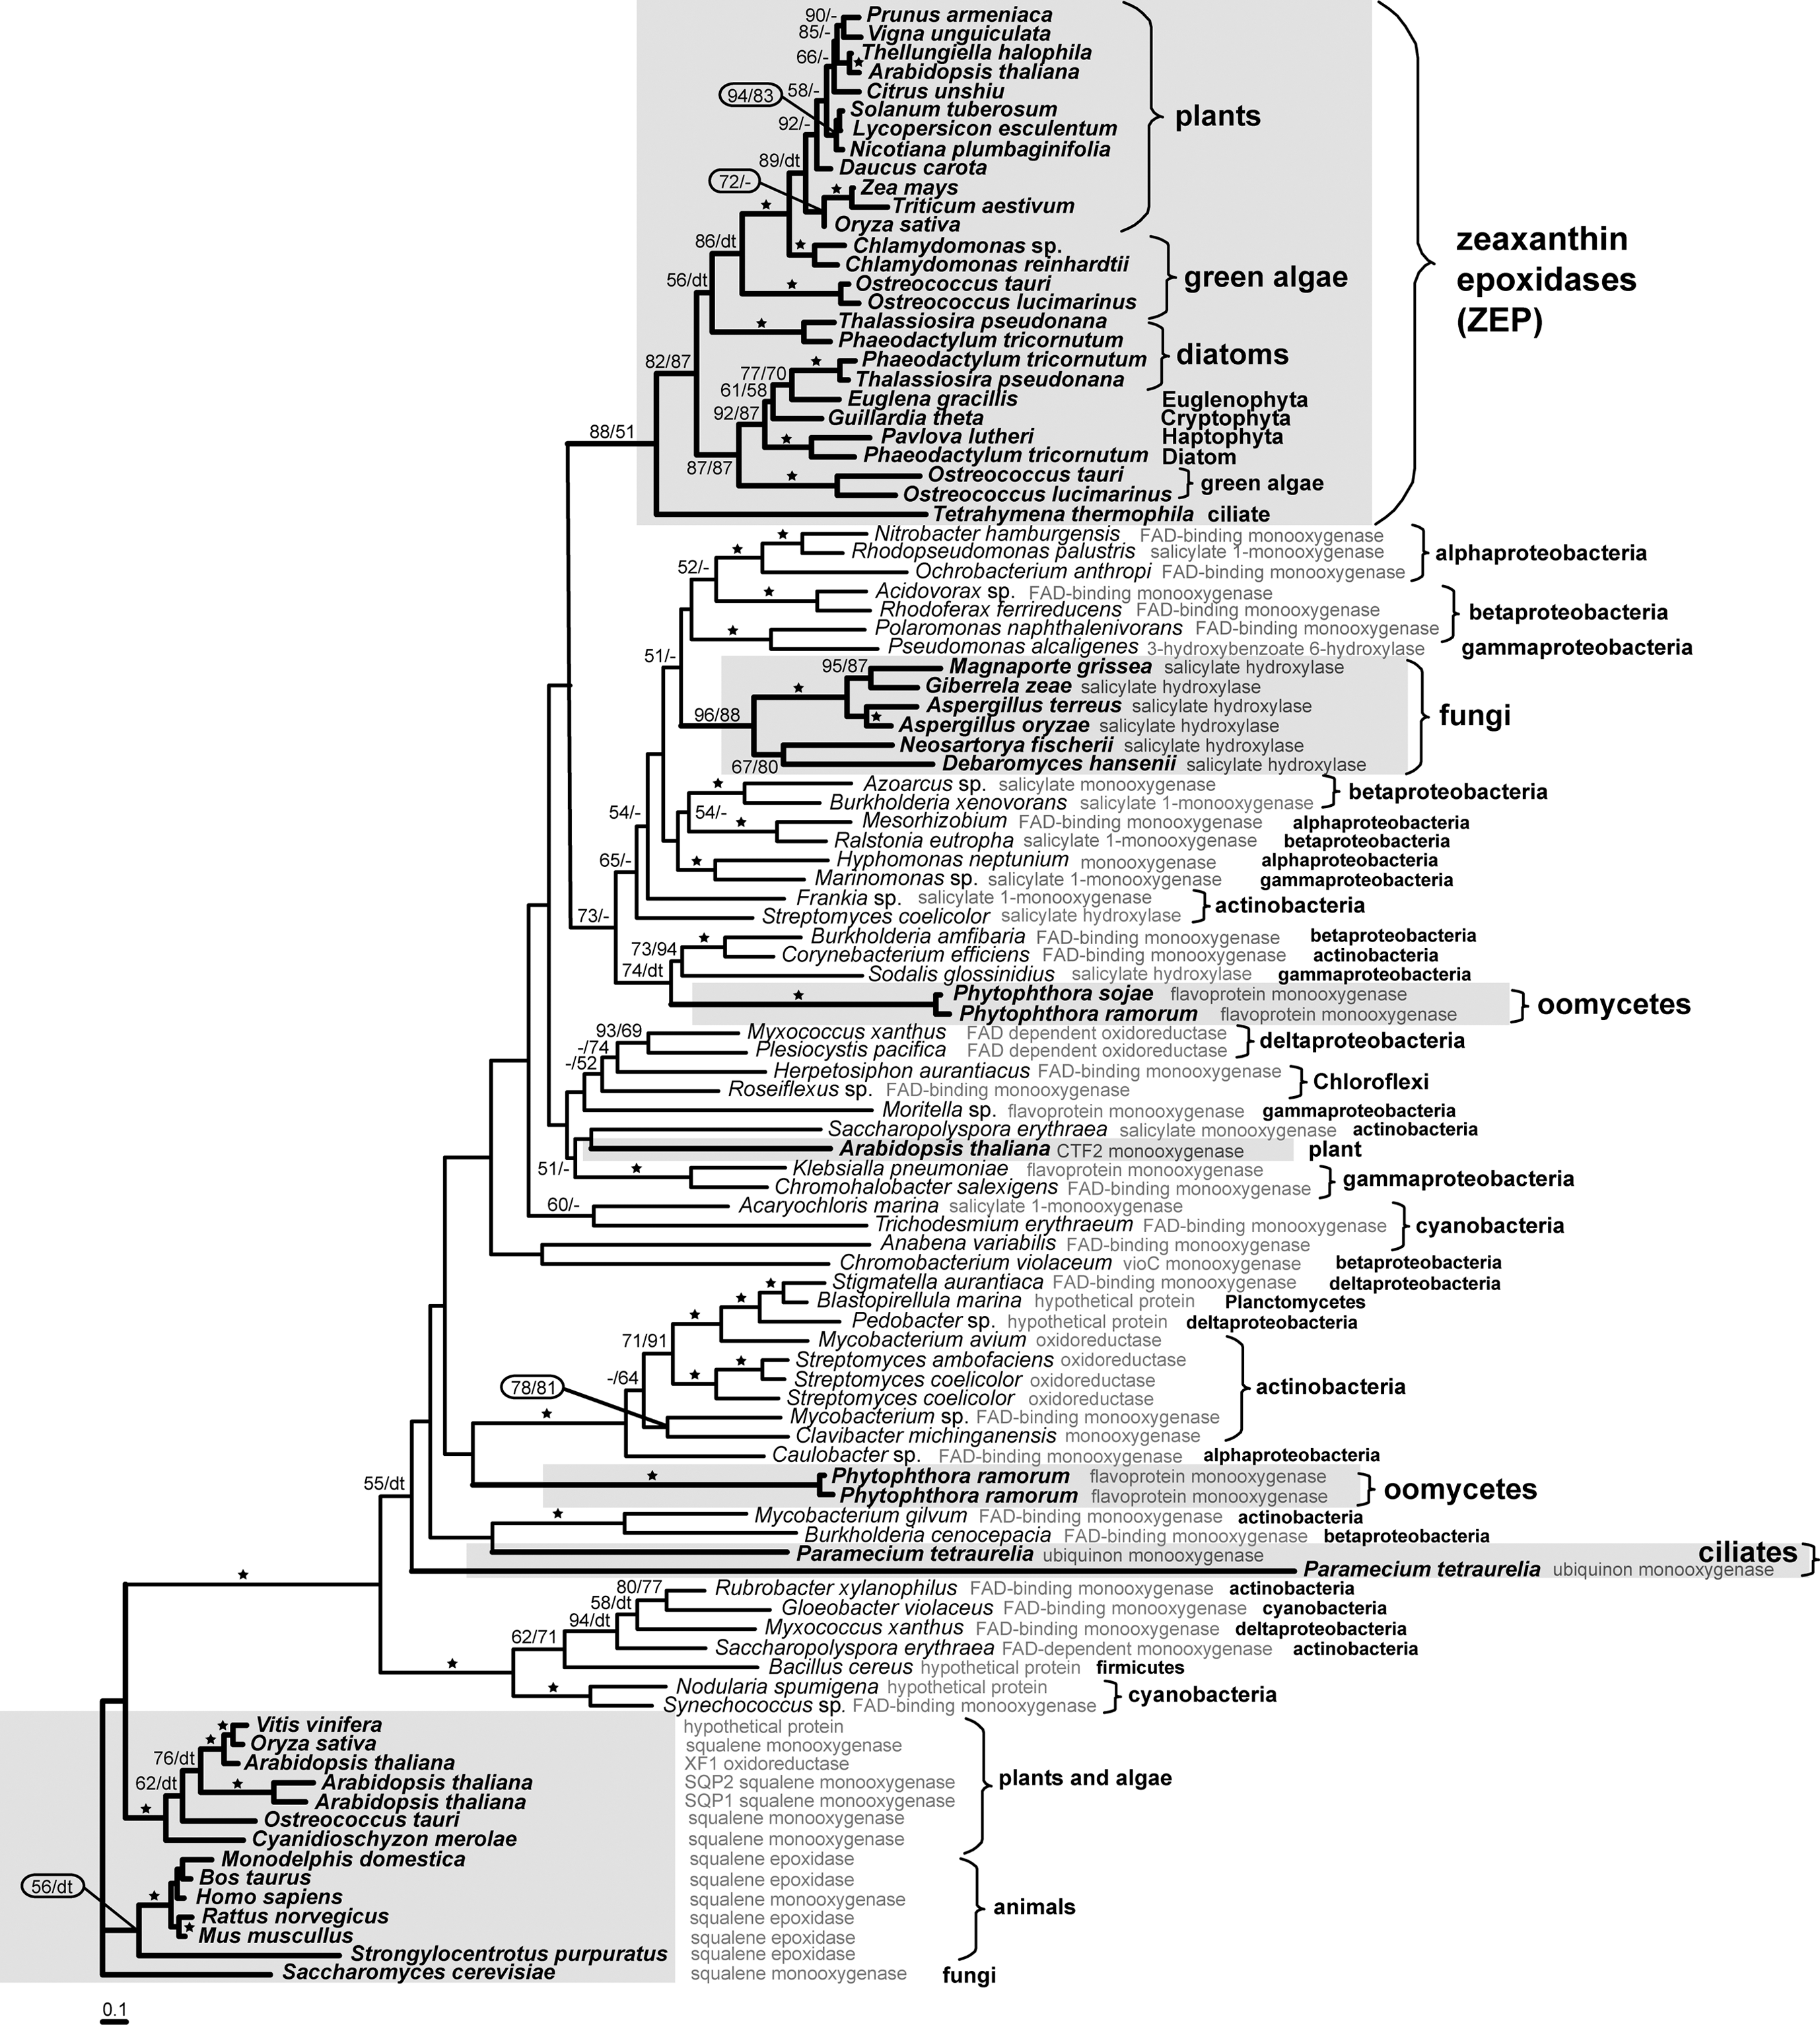 90/- Prunus armeniaca
85/- Vigna unguiculata
66/- Thellungiella halophila
Arabidopsis thaliana
58/- Citrus unshiu
94/83 Solanum tuberosum
Lycopersicon esculentum
plants
92/- Nicotiana plumbaginifolia
89/dt Daucus carota
72/- Zea mays
Triticum aestivum
Oryza sativa
86/dt Chlamydomonas sp.
Chlamydomonas reinhardtii
green algae
56/dt Ostreococcus tauri
Ostreococcus lucimarinus
zeaxanthin
epoxidases
(ZEP)
Thalassiosira pseudonana
Phaeodactylum tricornutum
diatoms
82/87 Phaeodactylum tricornutum
77/70 Thalassiosira pseudonana
61/58 Euglena gracillis Euglenophyta
92/87 Guillardia theta Cryptophyta
88/51 Pavlova lutheri Haptophyta
Phaeodactylum tricornutum Diatom
87/87 Ostreococcus tauri
green algae
Ostreococcus lucimarinus
Tetrahymena thermophila ciliate
Nitrobacter hamburgensis FAD-binding monooxygenase
Rhodopseudomonas palustris salicylate 1-monooxygenase alphaproteobacteria
52/- Ochrobacterium anthropi FAD-binding monooxygenase
Acidovorax sp. FAD-binding monooxygenase
Rhodoferax ferrireducens FAD-binding monooxygenase betaproteobacteria
Polaromonas naphthalenivorans FAD-binding monooxygenase
51/- Pseudomonas alcaligenes 3-hydroxybenzoate 6-hydroxylase gammaproteobacteria
95/87 Magnaporte grissea salicylate hydroxylase
Giberrela zeae salicylate hydroxylase
96/88 Aspergillus terreus salicylate hydroxylase
fungi
Aspergillus oryzae salicylate hydroxylase
Neosartorya fischerii salicylate hydroxylase
67/80 Debaromyces hansenii salicylate hydroxylase
Azoarcus sp. salicylate monooxygenase
betaproteobacteria
Burkholderia xenovorans salicylate 1-monooxygenase
54/- 54/- Mesorhizobium FAD-binding monooxygenase alphaproteobacteria
Ralstonia eutropha salicylate 1-monooxygenase betaproteobacteria
65/- Hyphomonas neptunium monooxygenase alphaproteobacteria
Marinomonas sp. salicylate 1-monooxygenase gammaproteobacteria
Frankia sp. salicylate 1-monooxygenase
actinobacteria
73/- Streptomyces coelicolor salicylate hydroxylase
Burkholderia amfibaria FAD-binding monooxygenase betaproteobacteria
73/94 Corynebacterium efficiens FAD-binding monooxygenase actinobacteria
74/dt Sodalis glossinidius salicylate hydroxylase gammaproteobacteria
Phytophthora sojae flavoprotein monooxygenase
oomycetes
Phytophthora ramorum flavoprotein monooxygenase
93/69 Myxococcus xanthus FAD dependent oxidoreductase
deltaproteobacteria
-/74 Plesiocystis pacifica FAD dependent oxidoreductase
-/52 Herpetosiphon aurantiacus FAD-binding monooxygenase
Chloroflexi
Roseiflexus sp. FAD-binding monooxygenase
Moritella sp. flavoprotein monooxygenase gammaproteobacteria
Saccharopolyspora erythraea salicylate monooxygenase actinobacteria
Arabidopsis thaliana CTF2 monooxygenase plant
51/- Klebsialla pneumoniae flavoprotein monooxygenase
gammaproteobacteria
Chromohalobacter salexigens FAD-binding monooxygenase
60/- Acaryochloris marina salicylate 1-monooxygenase
cyanobacteria
Trichodesmium erythraeum FAD-binding monooxygenase
Anabena variabilis FAD-binding monooxygenase
Chromobacterium violaceum vioC monooxygenase betaproteobacteria
Stigmatella aurantiaca FAD-binding monooxygenase deltaproteobacteria
Blastopirellula marina hypothetical protein Planctomycetes
Pedobacter sp. hypothetical protein deltaproteobacteria
71/91 Mycobacterium avium oxidoreductase
Streptomyces ambofaciens oxidoreductase
-/64 Streptomyces coelicolor oxidoreductase
actinobacteria
78/81 Streptomyces coelicolor oxidoreductase
Mycobacterium sp. FAD-binding monooxygenase
Clavibacter michinganensis monooxygenase
Caulobacter sp. FAD-binding monooxygenase alphaproteobacteria
55/dt Phytophthora ramorum flavoprotein monooxygenase
oomycetes
Phytophthora ramorum flavoprotein monooxygenase
Mycobacterium gilvum FAD-binding monooxygenase actinobacteria
Burkholderia cenocepacia FAD-binding monooxygenase betaproteobacteria
Paramecium tetraurelia ubiquinon monooxygenase ciliates
Paramecium tetraurelia ubiquinon monooxygenase
80/77 Rubrobacter xylanophilus FAD-binding monooxygenase actinobacteria
58/dt Gloeobacter violaceus FAD-binding monooxygenase cyanobacteria
94/dt Myxococcus xanthus FAD-binding monooxygenase deltaproteobacteria
62/71 Saccharopolyspora erythraea FAD-dependent monooxygenase actinobacteria
Bacillus cereus hypothetical protein firmicutes
Nodularia spumigena hypothetical protein
cyanobacteria
Synechococcus sp. FAD-binding monooxygenase
Vitis vinifera hypothetical protein
Oryza sativa squalene monooxygenase
76/dt Arabidopsis thaliana XF1 oxidoreductase
62/dt Arabidopsis thaliana SQP2 squalene monooxygenase
plants and algae
Arabidopsis thaliana SQP1 squalene monooxygenase
Ostreococcus tauri squalene monooxygenase
Cyanidioschyzon merolae squalene monooxygenase
Monodelphis domestica squalene epoxidase
56/dt Bos taurus squalene epoxidase
Homo sapiens squalene monooxygenase
animals
Rattus norvegicus squalene epoxidase
Mus muscullus squalene epoxidase
Strongylocentrotus purpuratus squalene epoxidase
Saccharomyces cerevisiae squalene monooxygenase fungi
0.1